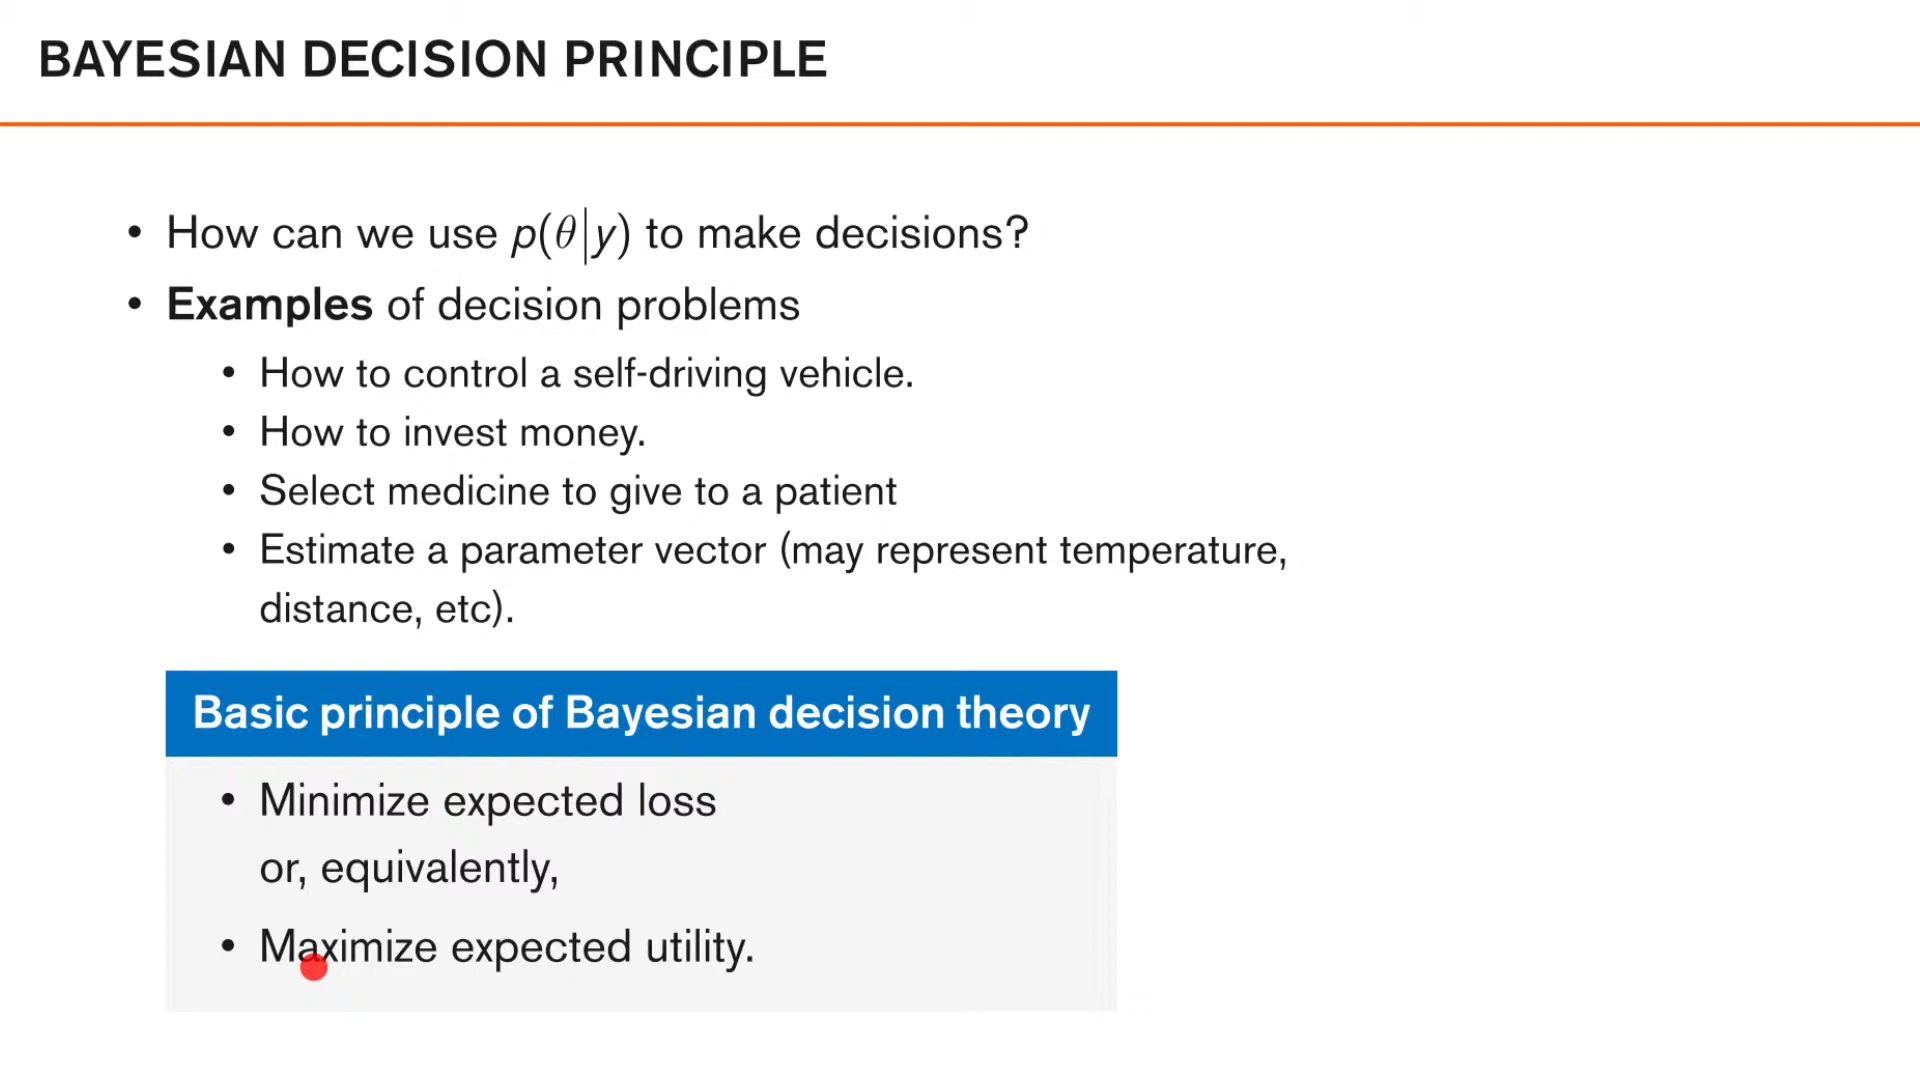 BAYESIAN DECISION PRINCIPLE
• How can we use p(θ|y) to make decisions?
• Examples of decision problems
• How to control a self-driving vehicle.
• How to invest money.
• Select medicine to give to a patient
• Estimate a parameter vector (may represent temperature,
distance, etc).
Basic principle of Bayesian decision theory
• Minimize expected loss
or, equivalently,
• Maximize expected utility.